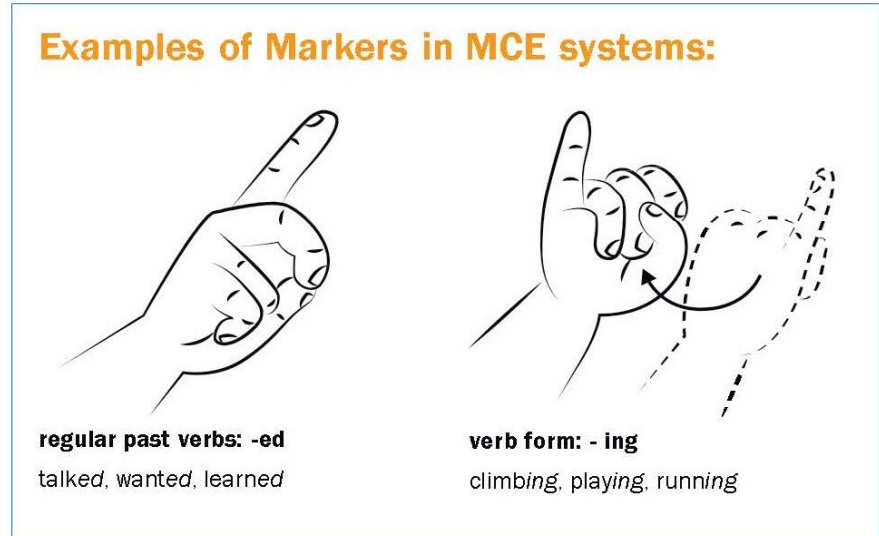 Examples of Markers in MCE systems:
regular past verbs: -ed
talked, wanted, learned
verb form: - ing
climbing, playing, running